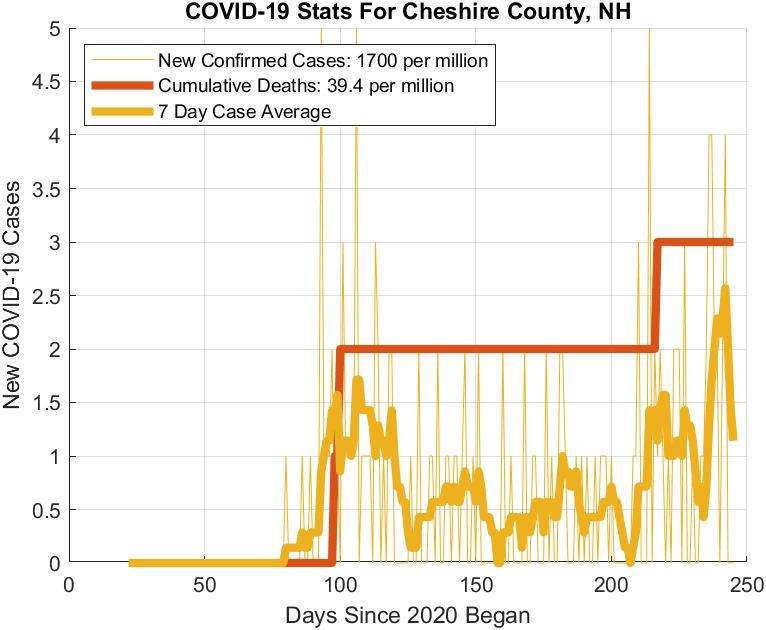 COVID-19 Stats For Cheshire County, NH
New Confirmed Cases: 1700 per million
Cumulative Deaths: 39.4 per million
7 Day Case Average
New COVID-19 Cases
5
4.5
4
3.5
3
2.5
2
1.5
1
0.5
0
0 50 100 150 200 250
Days Since 2020 Began